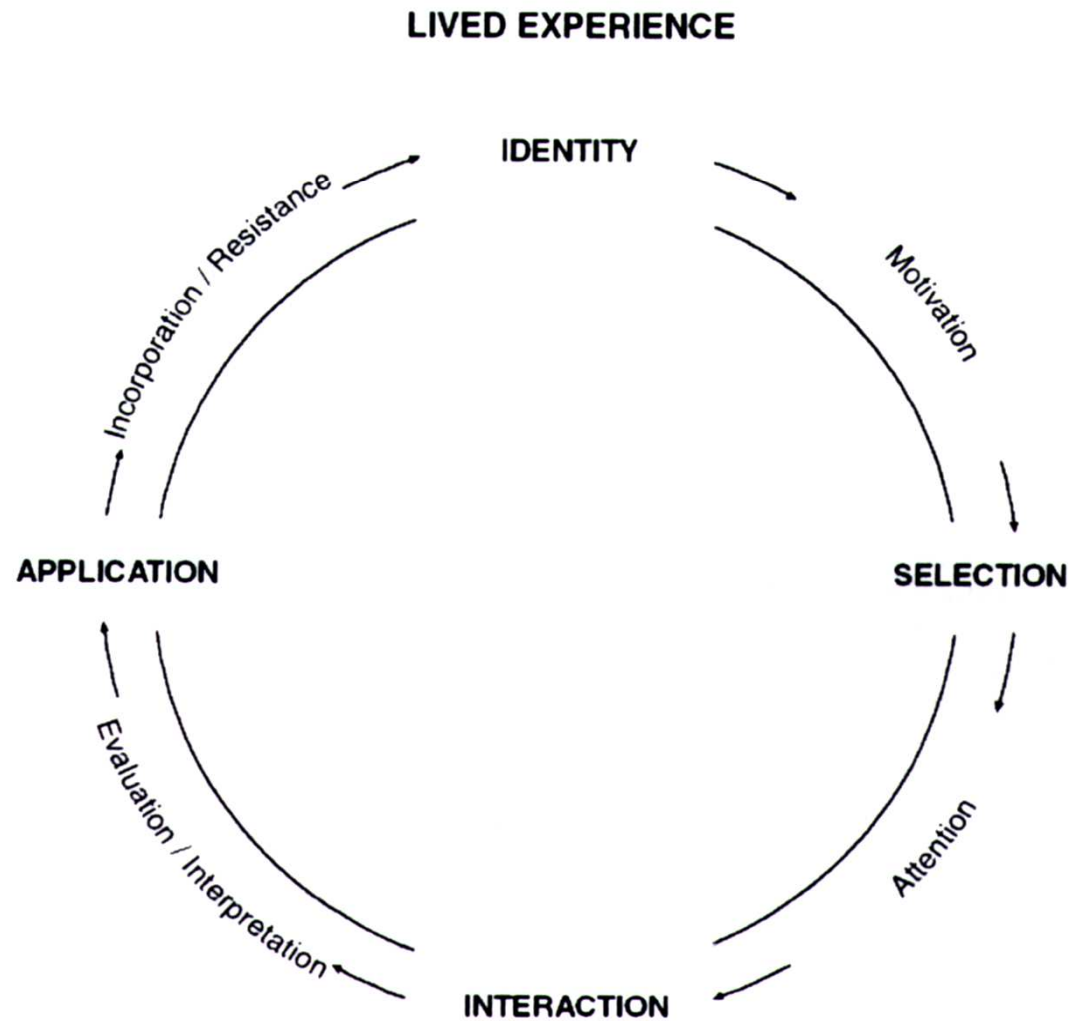 LIVED EXPERIENCE
IDENTITY
Motivation
SELECTION
Attention
INTERACTION
Evaluation / Interpretation
APPLICATION
Incorporation / Resistance